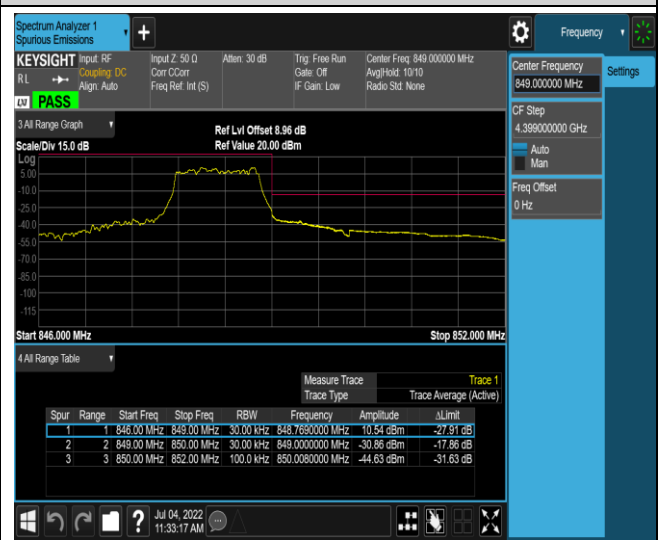 Spectrum Analyzer 1
Spurious Emissions
+
Frequency
KEYSIGHT Input: RF Input Z: 50 Ω Atten: 30 dB Trig: Free Run Center Freq: 849.000000 MHz
RL Coupling: DC Corr CCorr Gate: Off Avg|Hold: 10/10
Align: Auto Freq Ref: Int (S) IF Gain: Low Radio Std: None
LXI PASS
Center Frequency
849.000000 MHz
Settings
CF Step
4.399000000 GHz
Auto
Man
Freq Offset
0 Hz
3 All Range Graph
Ref Lvl Offset 8.96 dB
Scale/Div 15.0 dB Ref Value 20.00 dBm
Log
5.00
-10.0
-25.0
-40.0
-55.0
-70.0
-85.0
-100
-115
Start 846.000 MHz Stop 852.000 MHz
4 All Range Table
Measure Trace Trace 1
Trace Type Trace Average (Active)
Spur Range Start Freq Stop Freq RBW Frequency Amplitude ΔLimit
1 1 846.00 MHz 849.00 MHz 30.00 kHz 848.7690000 MHz 10.54 dBm -27.91 dB
2 2 849.00 MHz 850.00 MHz 30.00 kHz 849.0000000 MHz -30.86 dBm -17.86 dB
3 3 850.00 MHz 852.00 MHz 100.0 kHz 850.0080000 MHz -44.63 dBm -31.63 dB
? Jul 04, 2022
11:33:17 AM